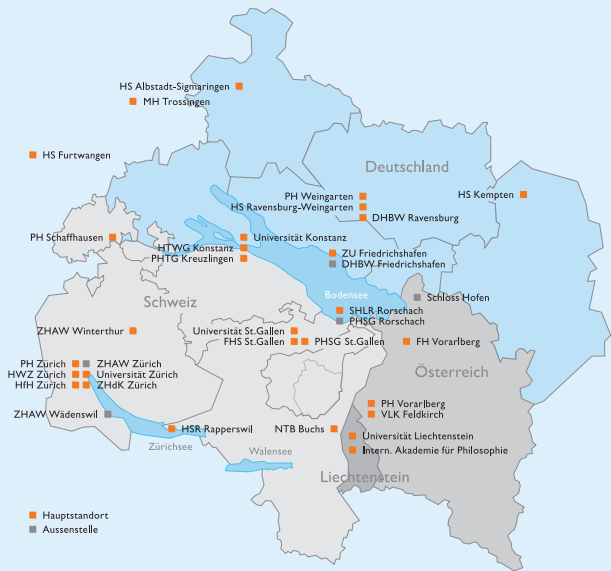 HS Albstadt-Sigmaringen
MH Trossingen
HS Furtwangen
Deutschland
PH Weingarten
HS Kempten
HS Ravensburg-Weingarten
DHBW Ravensburg
PH Schaffhausen
Universität Konstanz
HTWG Konstanz
ZU Friedrichshafen
PHTG Kreuzlingen
DHBW Friedrichshafen
Bodensee
Schloss Hofen
Schweiz
SHLR Rorschach
PHSG Rorschach
ZHAW Winterthur
Universität St.Gallen
FHS St.Gallen
PHSG St.Gallen
FH Vorarlberg
PH Zürich
ZHAW Zürich
HWZ Zürich
Universität Zürich
Österreich
HfH Zürich
ZHdK Zürich
PH Vorarlberg
ZHAW Wädenswil
VLK Feldkirch
HSR Rapperswil
NTB Buchs
Universität Liechtenstein
Zürichsee
Walensee
Intern. Akademie für Philosophie
Liechtenstein
Hauptstandort
Aussenstelle